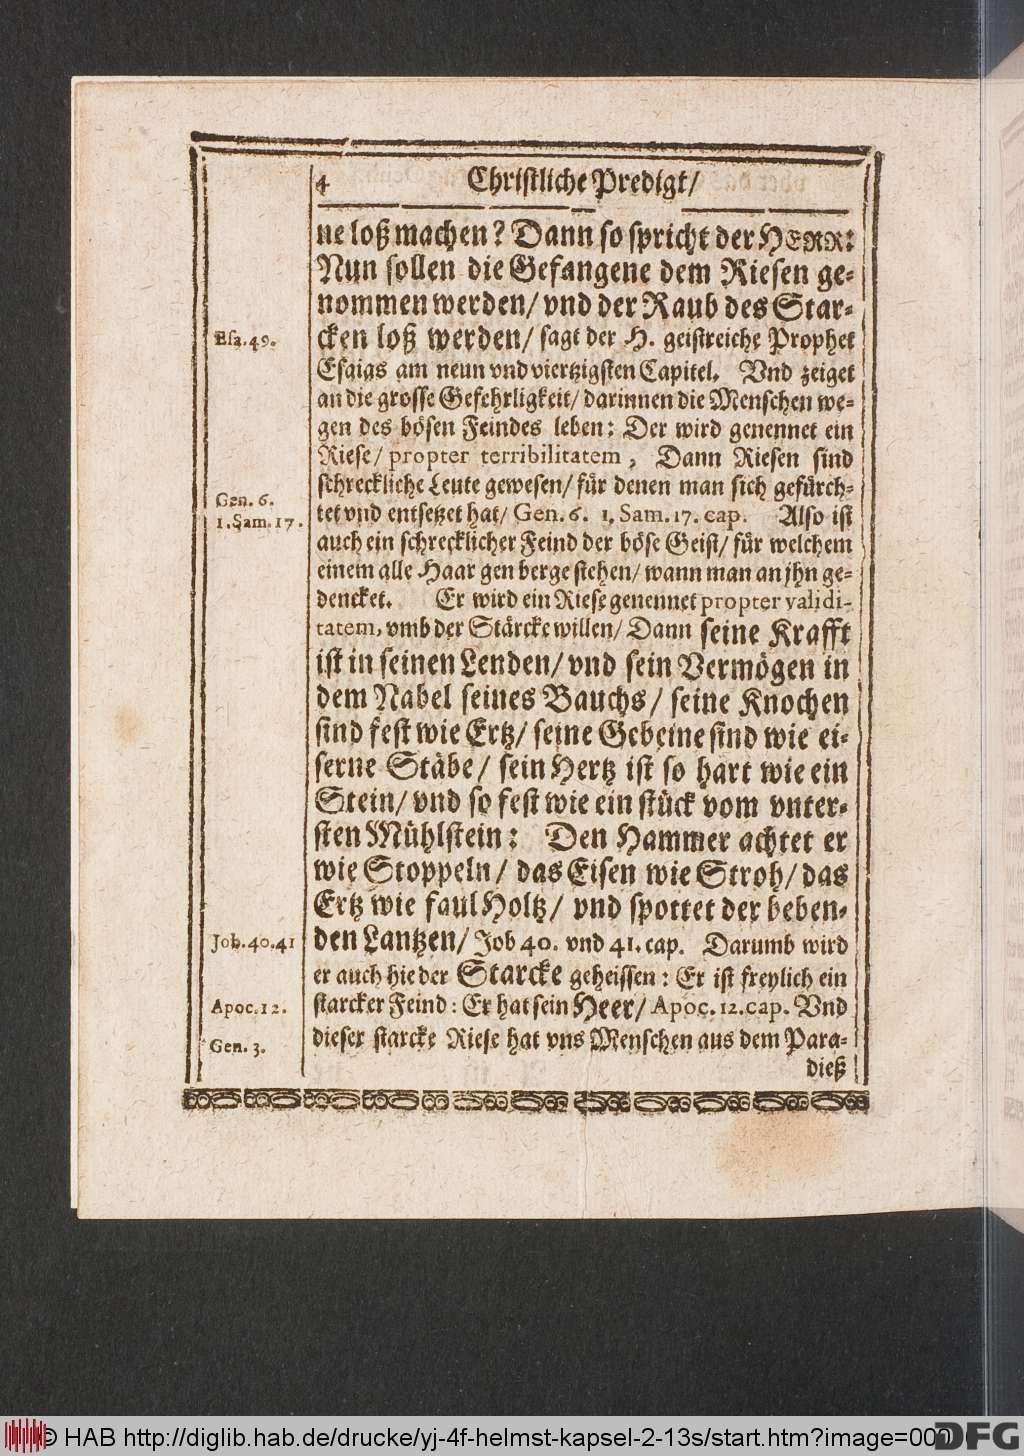 4 Christliche Predigt/
ne loß machen? Dann so spricht der HERR:
Nun sollen die Gefangene dem Riesen ge-
nommen werden/ vnd der Raub des Star-
cken loß werden/ sagt der H. geistreiche Prophet
Esa.49.
Esaias am neun vnd viertzigsten Capitel. Vnd zeiget
an die grosse Gefehrligkeit/ darinnen die Menschen we-
gen des bösen Feindes leben: Der wird genennet ein
Riese/ propter terribilitatem, Dann Riesen sind
schreckliche Leute gewesen/ für denen man sich gefürch-
Gen. 6.
1.Sam.17.
tet vnd entsetzet hat/ Gen. 6. 1. Sam. 17. cap. Also ist
auch ein schrecklicher Feind der böse Geist/ für welchem
einem alle Haar gen berge stehen/ wann man an jhn ge-
dencket. Er wird ein Riese genennet propter validi-
tatem, vmb der Stärcke willen/ Dann seine Krafft
ist in seinen Lenden/ vnd sein Vermögen in
dem Nabel seines Bauchs/ seine Knochen
sind fest wie Ertz/ seine Gebeine sind wie ei-
serne Stäbe/ sein Hertz ist so hart wie ein
Stein/ vnd so fest wie ein stück vom vnter-
sten Mühlstein: Den Hammer achtet er
wie Stoppeln/ das Eisen wie Stroh/ das
Ertz wie faul Holtz/ vnd spottet der beben-
den Lantzen/ Job 40. vnd 41. cap. Darumb wird
Job.40.41
er auch hie der Starcke geheissen: Er ist freylich ein
starcker Feind: Er hat sein Heer/ Apoc. 12. cap. Vnd
Apoc.12.
dieser starcke Riese hat vns Menschen aus dem Para-
Gen. 3.
dieß
© HAB http://diglib.hab.de/drucke/yj-4f-helmst-kapsel-2-13s/start.htm?image=000
DFG